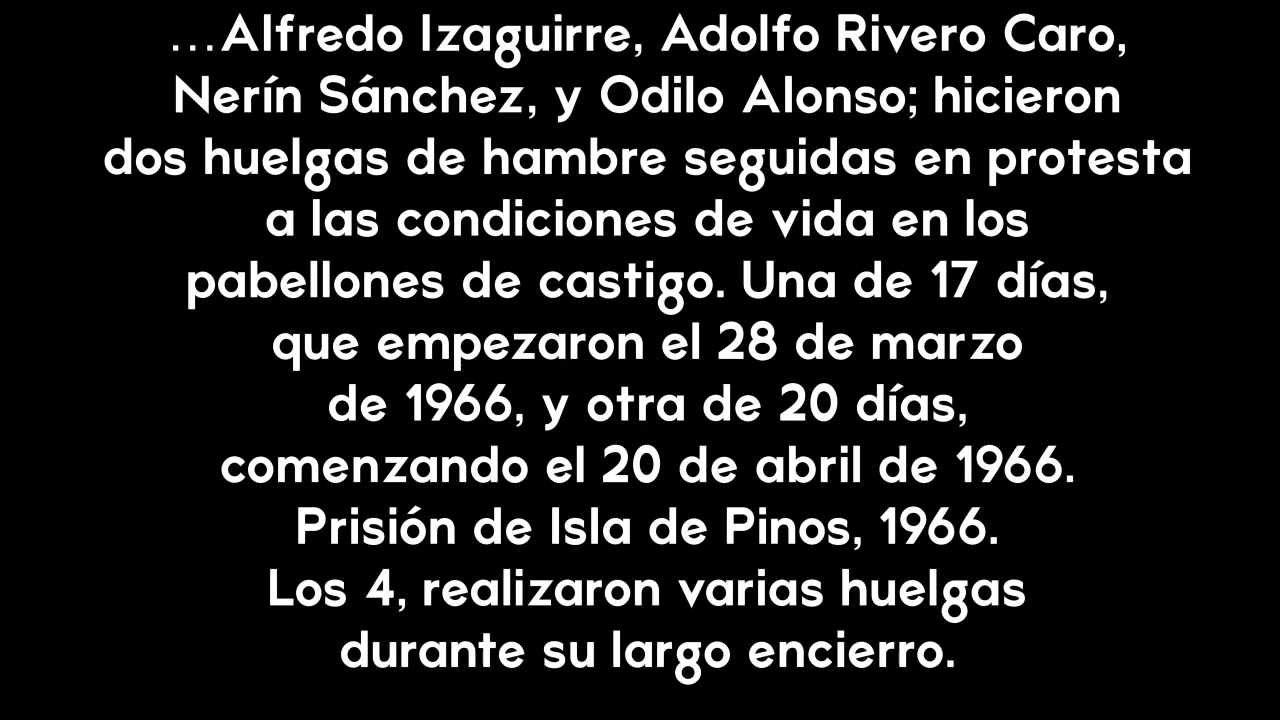 …Alfredo Izaguirre, Adolfo Rivero Caro,
Nerín Sánchez, y Odilo Alonso; hicieron
dos huelgas de hambre seguidas en protesta
a las condiciones de vida en los
pabellones de castigo. Una de 17 días,
que empezaron el 28 de marzo
de 1966, y otra de 20 días,
comenzando el 20 de abril de 1966.
Prisión de Isla de Pinos, 1966.
Los 4, realizaron varias huelgas
durante su largo encierro.